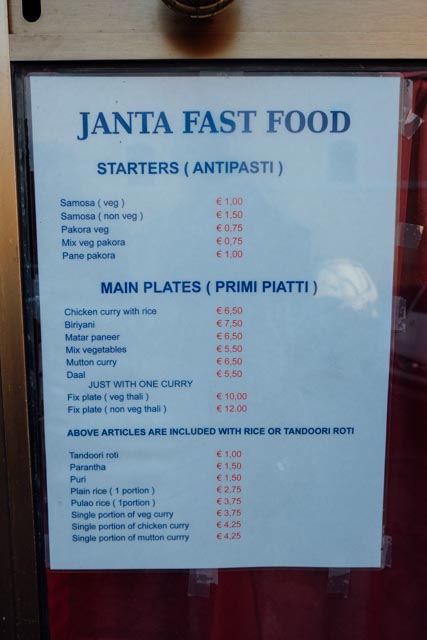 JANTA FAST FOOD
STARTERS ( ANTIPASTI )
Samosa ( veg ) € 1,00
Samosa ( non veg ) € 1,50
Pakora veg € 0,75
Mix veg pakora € 0,75
Pane pakora € 1,00
MAIN PLATES ( PRIMI PIATTI )
Chicken curry with rice € 6,50
Biriyani € 7,50
Matar paneer € 6,50
Mix vegetables € 5,50
Mutton curry € 6,50
Daal € 5,50
JUST WITH ONE CURRY
Fix plate ( veg thali ) € 10,00
Fix plate ( non veg thali ) € 12.00
ABOVE ARTICLES ARE INCLUDED WITH RICE OR TANDOORI ROTI
Tandoori roti € 1,00
Parantha € 1,50
Puri € 1,50
Plain rice ( 1 portion ) € 2,75
Pulao rice ( 1portion ) € 3,75
Single portion of veg curry € 3,75
Single portion of chicken curry € 4,25
Single portion of mutton curry € 4,25